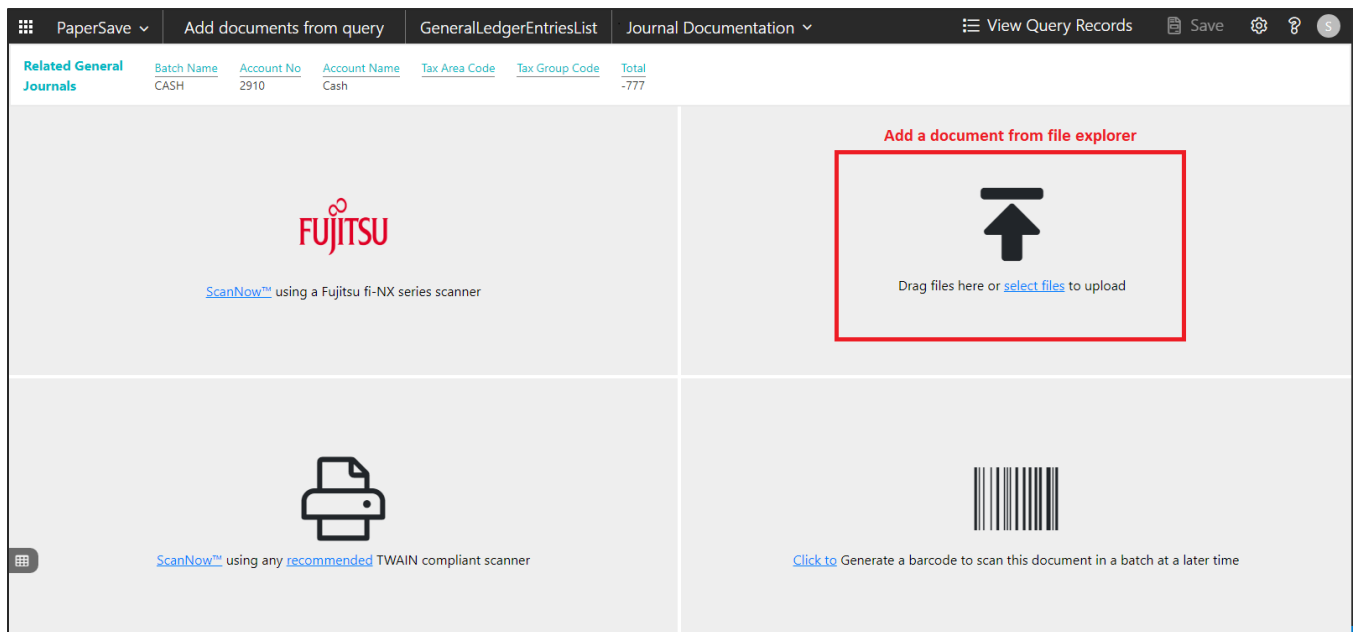 PaperSave Add documents from query GeneralLedgerEntriesList Journal Documentation View Query Records Save ? S
Related General Journals
Batch Name Account No Account Name Tax Area Code Tax Group Code Total
CASH 2910 Cash -777
Add a document from file explorer
FUJITSU
ScanNow™ using a Fujitsu fi-NX series scanner
Drag files here or select files to upload
ScanNow™ using any recommended TWAIN compliant scanner
Click to Generate a barcode to scan this document in a batch at a later time